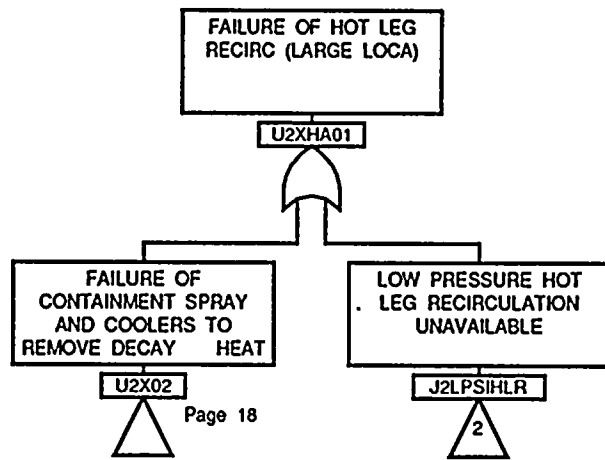 FAILURE OF HOT LEG
RECIRC (LARGE LOCA)
U2XHA01
FAILURE OF
CONTAINMENT SPRAY
AND COOLERS TO
REMOVE DECAY HEAT
U2X02
Page 18
LOW PRESSURE HOT
LEG RECIRCULATION
UNAVAILABLE
J2LPSIHLR
2